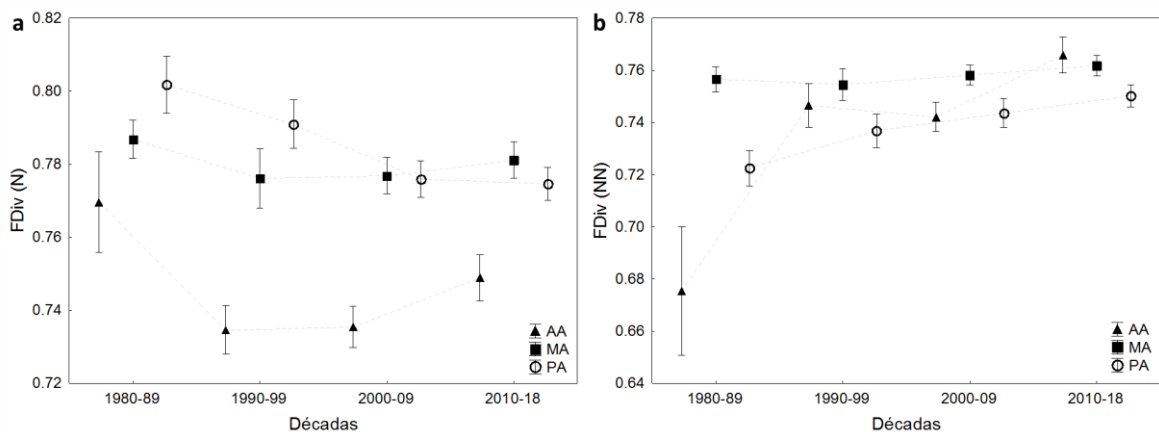 a
0.82
0.80
0.78
0.76
0.74
0.72
FDiv (N)
1980-89 1990-99 2000-09 2010-18
Décadas
AA
MA
PA
b
0.78
0.76
0.74
0.72
0.70
0.68
0.66
0.64
FDiv (NN)
1980-89 1990-99 2000-09 2010-18
Décadas
AA
MA
PA